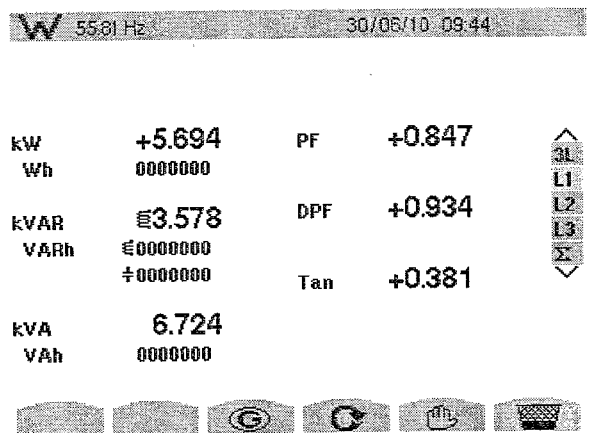 W 55.81 Hz 30/06/10 09:44
kW +5.694 PF +0.847
Wh 0000000
kVAR 3.578 DPF +0.934
VARh 0000000
÷0000000 Tan +0.381
kVA 6.724
VAh 0000000
3L
L1
L2
L3
Σ
G